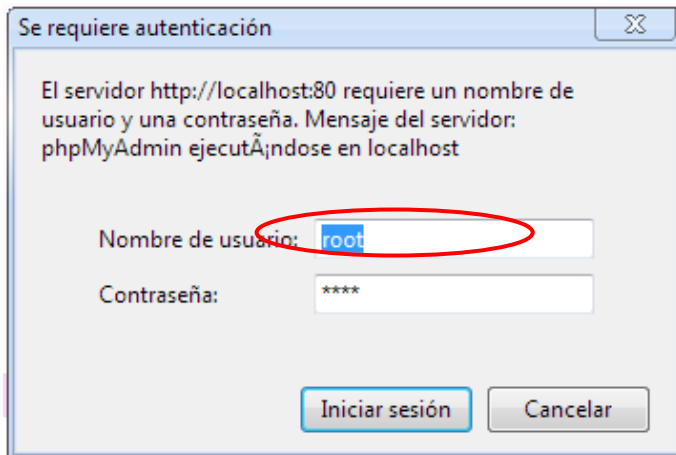 Se requiere autenticación
El servidor http://localhost:80 requiere un nombre de
usuario y una contraseña. Mensaje del servidor:
phpMyAdmin ejecutÃ¡ndose en localhost
Nombre de usuario: root
Contraseña: ****
Iniciar sesión Cancelar